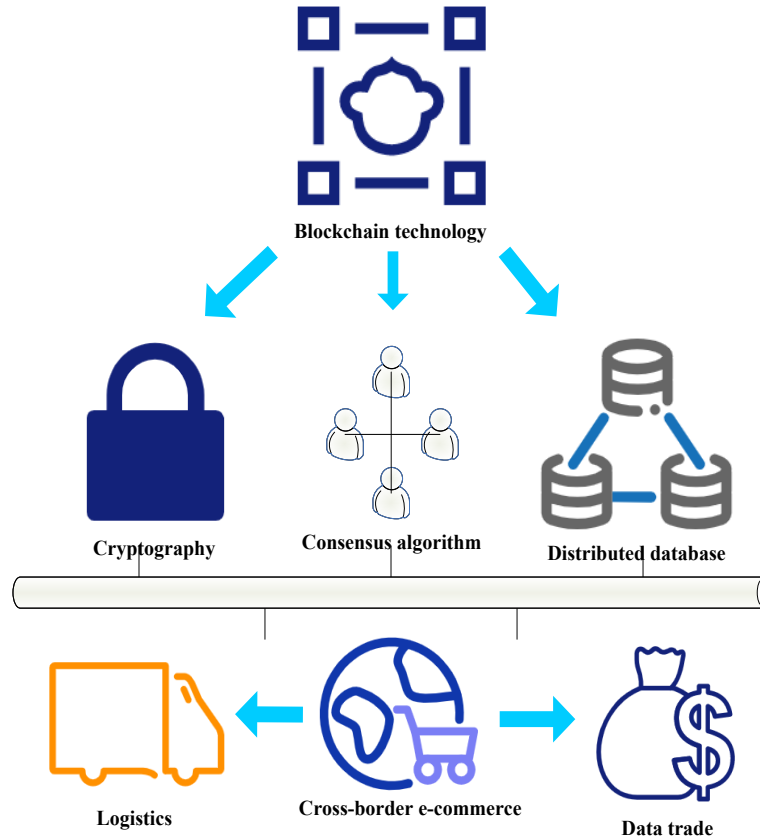 Blockchain technology
Cryptography
Consensus algorithm
Distributed database
Logistics
Cross-border e-commerce
Data trade